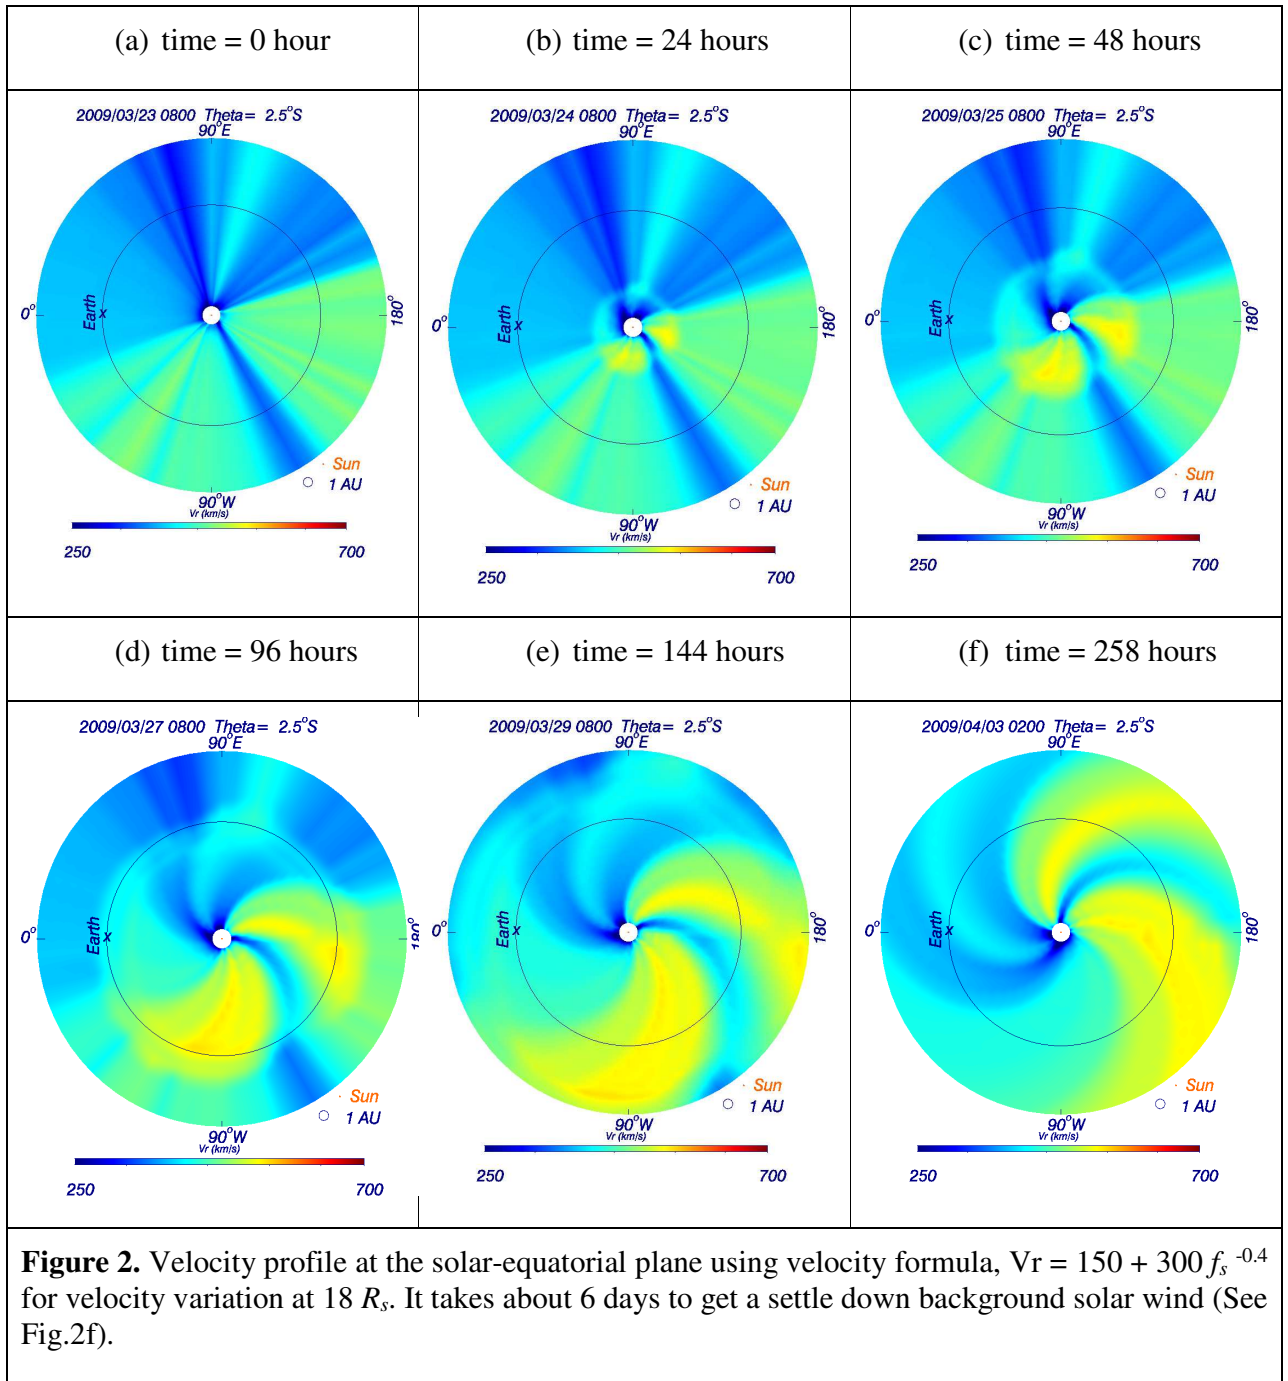 (a) time = 0 hour
(b) time = 24 hours
(c) time = 48 hours
2009/03/23 0800 Theta= 2.5°S
90°E
0°
Earth
x
180°
Sun
1 AU
90°W
Vr (km/s)
250
700
2009/03/24 0800 Theta= 2.5°S
90°E
0°
Earth
x
180°
Sun
1 AU
90°W
Vr (km/s)
250
700
2009/03/25 0800 Theta= 2.5°S
90°E
0°
Earth
x
180°
Sun
1 AU
90°W
Vr (km/s)
250
700
(d) time = 96 hours
(e) time = 144 hours
(f) time = 258 hours
2009/03/27 0800 Theta= 2.5°S
90°E
0°
Earth
x
180°
Sun
1 AU
90°W
Vr (km/s)
250
700
2009/03/29 0800 Theta= 2.5°S
90°E
0°
Earth
x
180°
Sun
1 AU
90°W
Vr (km/s)
250
700
2009/04/03 0200 Theta= 2.5°S
90°E
0°
Earth
x
180°
Sun
1 AU
90°W
Vr (km/s)
250
700
Figure 2. Velocity profile at the solar-equatorial plane using velocity formula, Vr = 150 + 300 fs -0.4
for velocity variation at 18 Rs. It takes about 6 days to get a settle down background solar wind (See
Fig.2f).